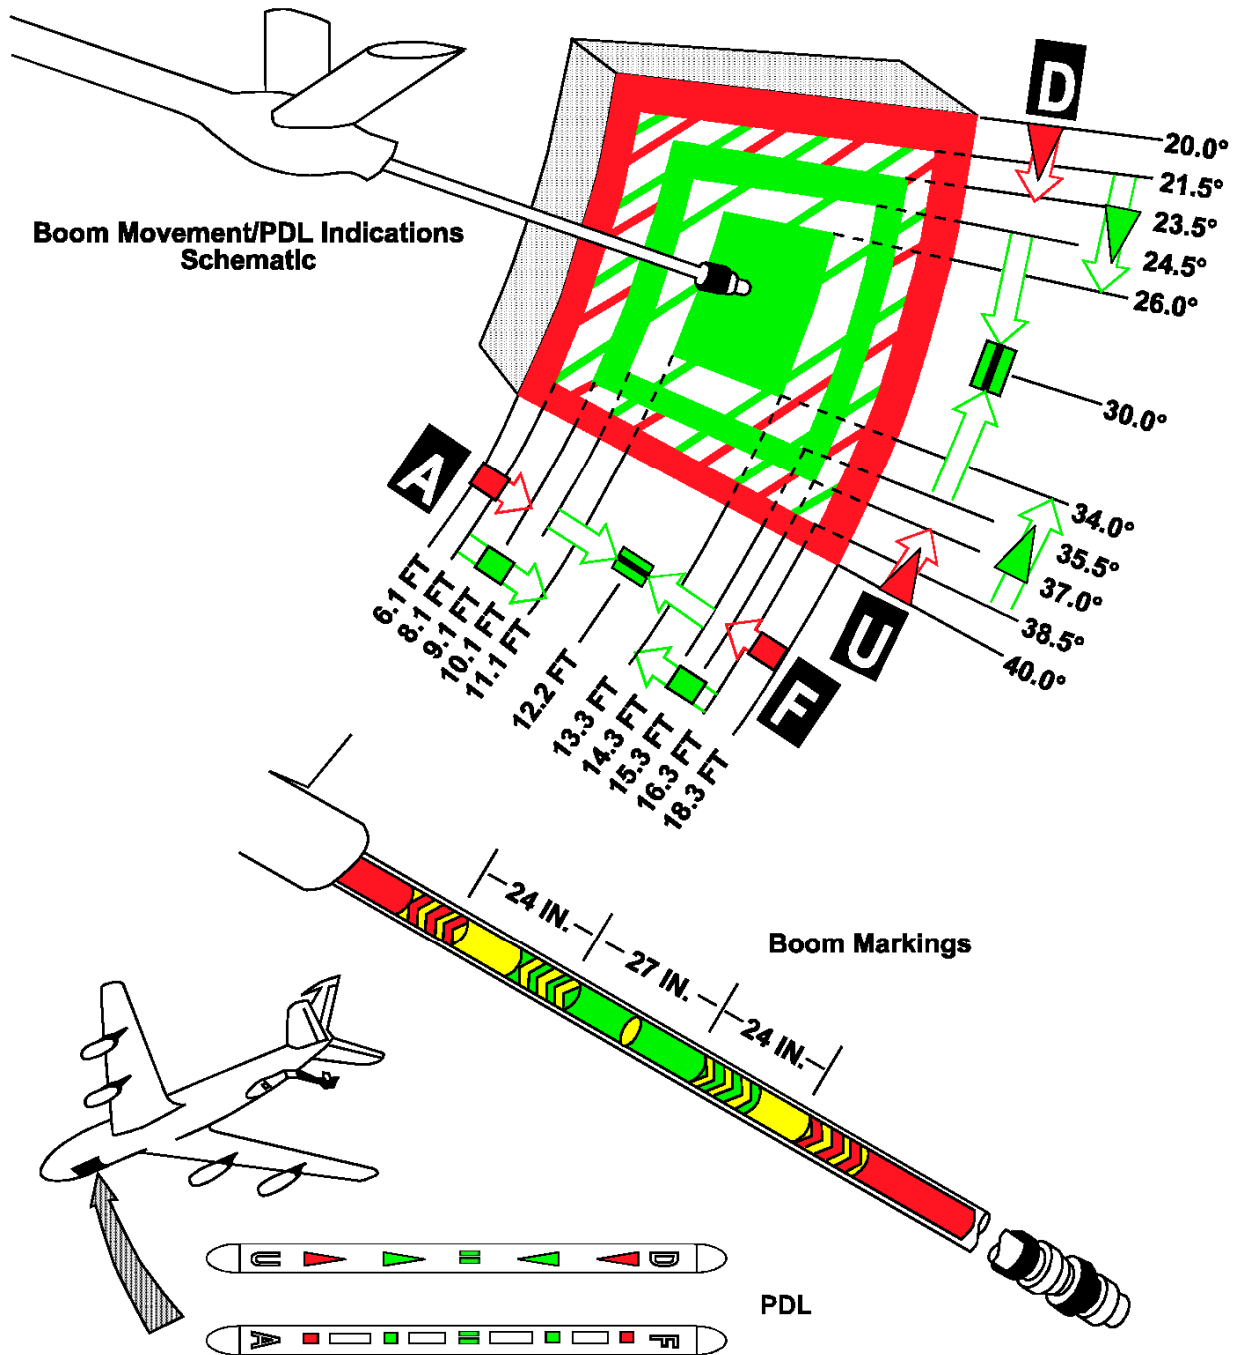 D
20.0°
21.5°
23.5°
24.5°
26.0°
30.0°
34.0°
35.5°
37.0°
38.5°
40.0°
Boom Movement/PDL Indications
Schematic
A
U
F
6.1 FT
8.1 FT
9.1 FT
10.1 FT
11.1 FT
12.2 FT
13.3 FT
14.3 FT
15.3 FT
16.3 FT
18.3 FT
24 IN.
27 IN.
24 IN.
Boom Markings
U
D
PDL
A
F